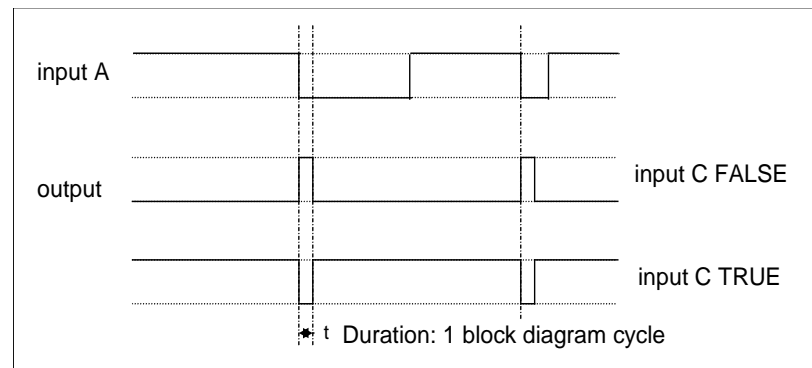 input A
input C FALSE
output
input C TRUE
t Duration: 1 block diagram cycle